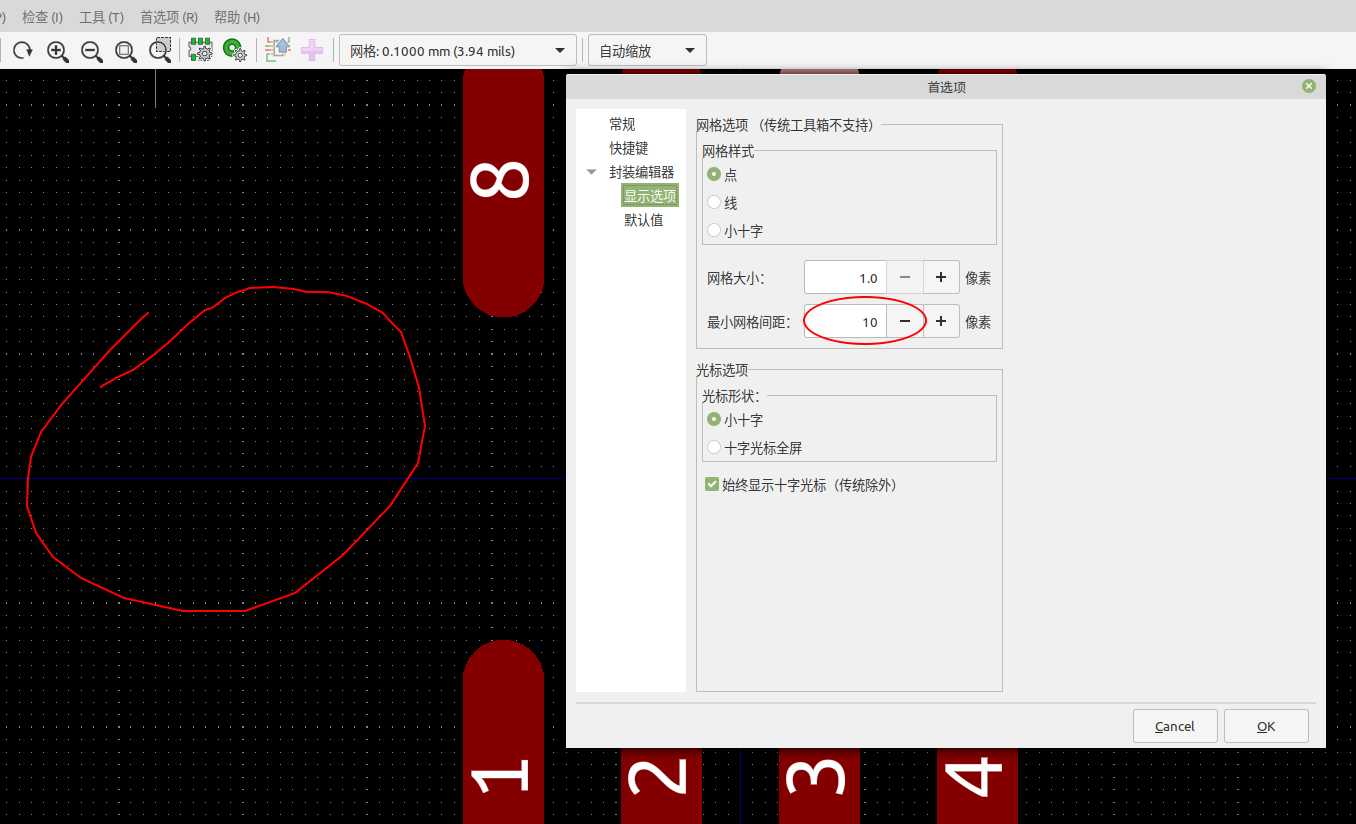 ) 检查 (I) 工具 (T) 首选项 (R) 帮助 (H)
网格: 0.1000 mm (3.94 mils) 自动缩放
首选项
常规
快捷键
封装编辑器
显示选项
默认值
网格选项 （传统工具箱不支持）
网格样式
点
线
小十字
网格大小： 1.0 − + 像素
最小网格间距： 10 − + 像素
光标选项
光标形状：
小十字
十字光标全屏
始终显示十字光标（传统除外）
Cancel OK
8
1 2 3 4